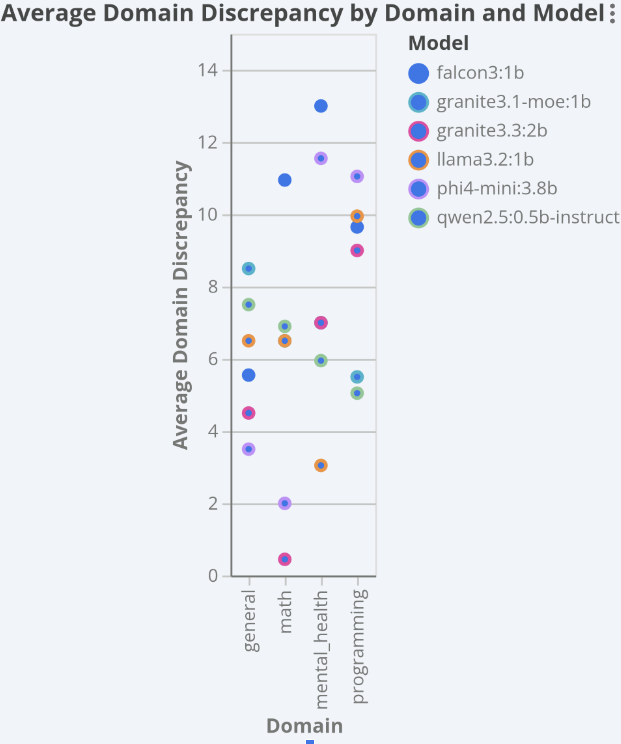 Average Domain Discrepancy by Domain and Model
Model
falcon3:1b
granite3.1-moe:1b
granite3.3:2b
llama3.2:1b
phi4-mini:3.8b
qwen2.5:0.5b-instruct
Average Domain Discrepancy
14
12
10
8
6
4
2
0
general
math
mental_health
programming
Domain